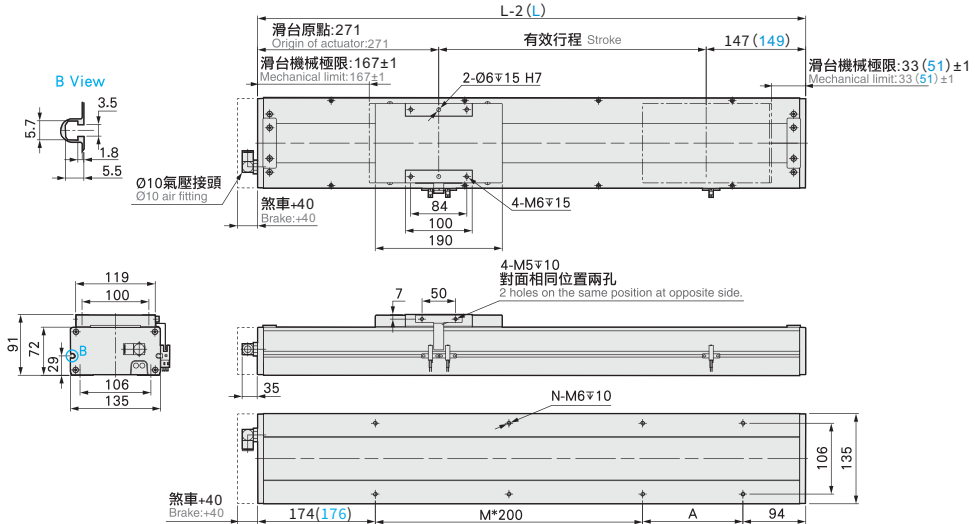 L-2(L)
滑台原點:271
Origin of actuator:271
有效行程 Stroke
147(149)
滑台機械極限:167±1
Mechanical limit:167±1
滑台機械極限:33(51)±1
Mechanical limit:33(51)±1
2-Ø6↧15 H7
B View
3.5
5.7
1.8
5.5
Ø10氣壓接頭
Ø10 air fitting
煞車+40
Brake:+40
84
100
190
4-M6↧15
119
100
91
72
29
B
106
135
7
50
4-M5↧10
對面相同位置兩孔
2 holes on the same position at opposite side.
35
N-M6↧10
106
135
煞車+40
Brake:+40
174(176)
M*200
A
94